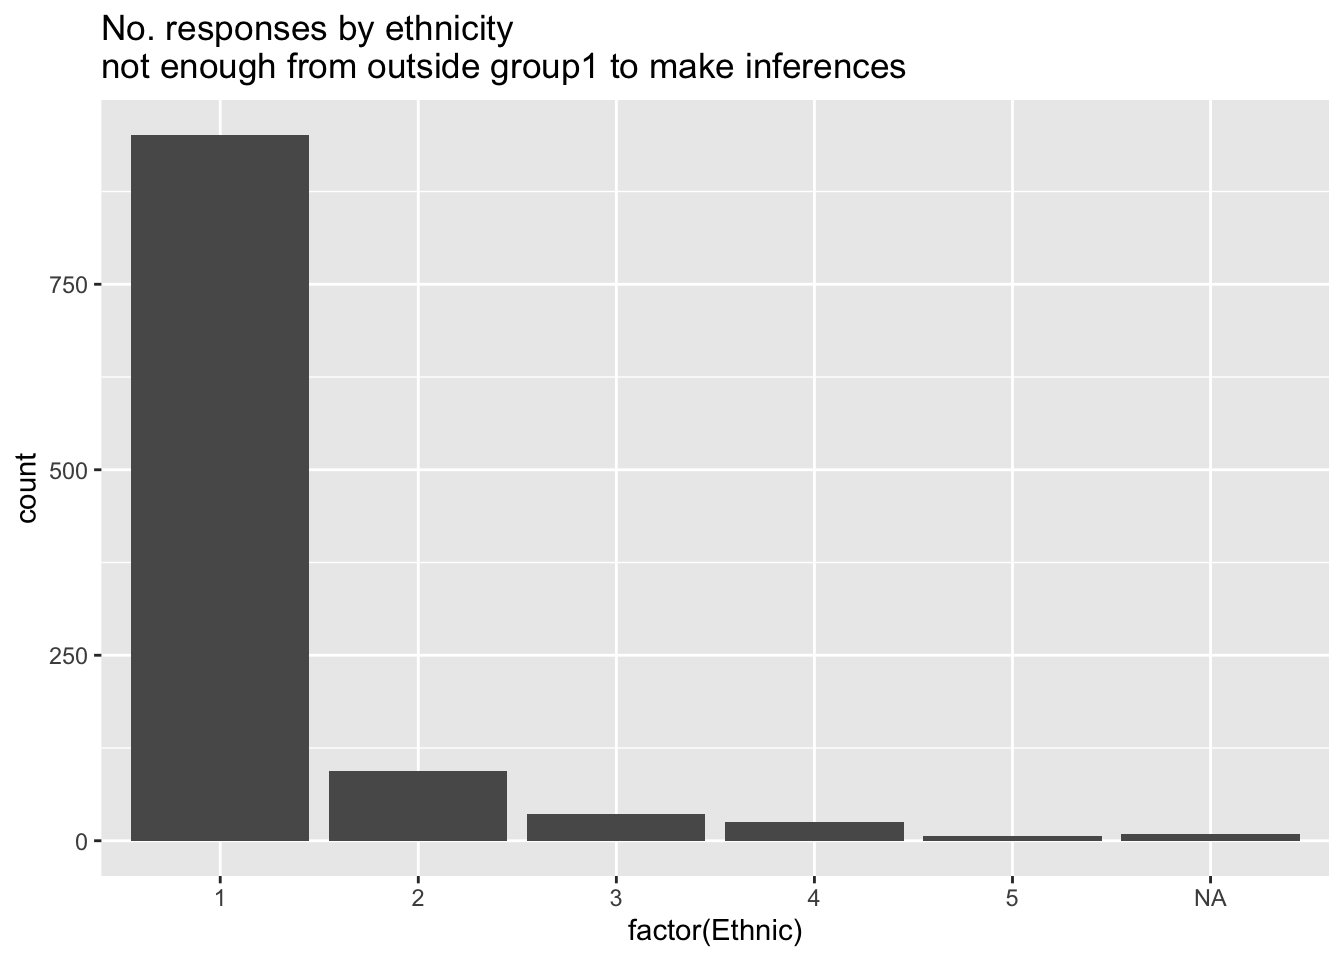 No. responses by ethnicity
not enough from outside group1 to make inferences
750
500
250
0
count
1 2 3 4 5 NA
factor(Ethnic)